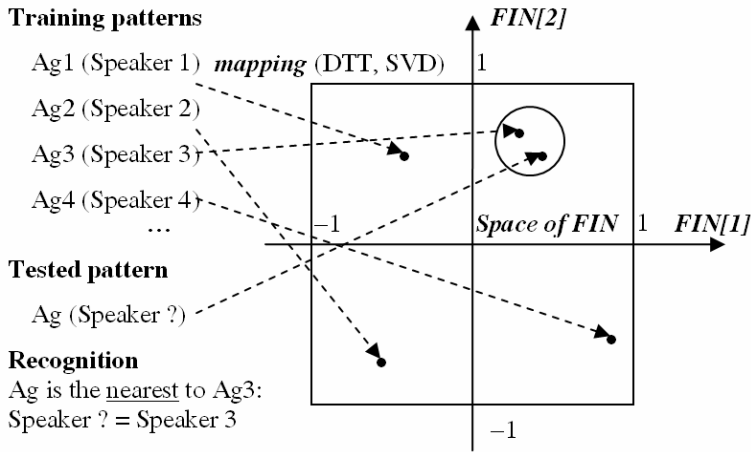 Training patterns
Ag1 (Speaker 1) mapping (DTT, SVD)
Ag2 (Speaker 2)
Ag3 (Speaker 3)
Ag4 (Speaker 4)
...
Tested pattern
Ag (Speaker ?)
Recognition
Ag is the nearest to Ag3:
Speaker ? = Speaker 3
FIN[2]
1
−1
Space of FIN
1
FIN[1]
−1